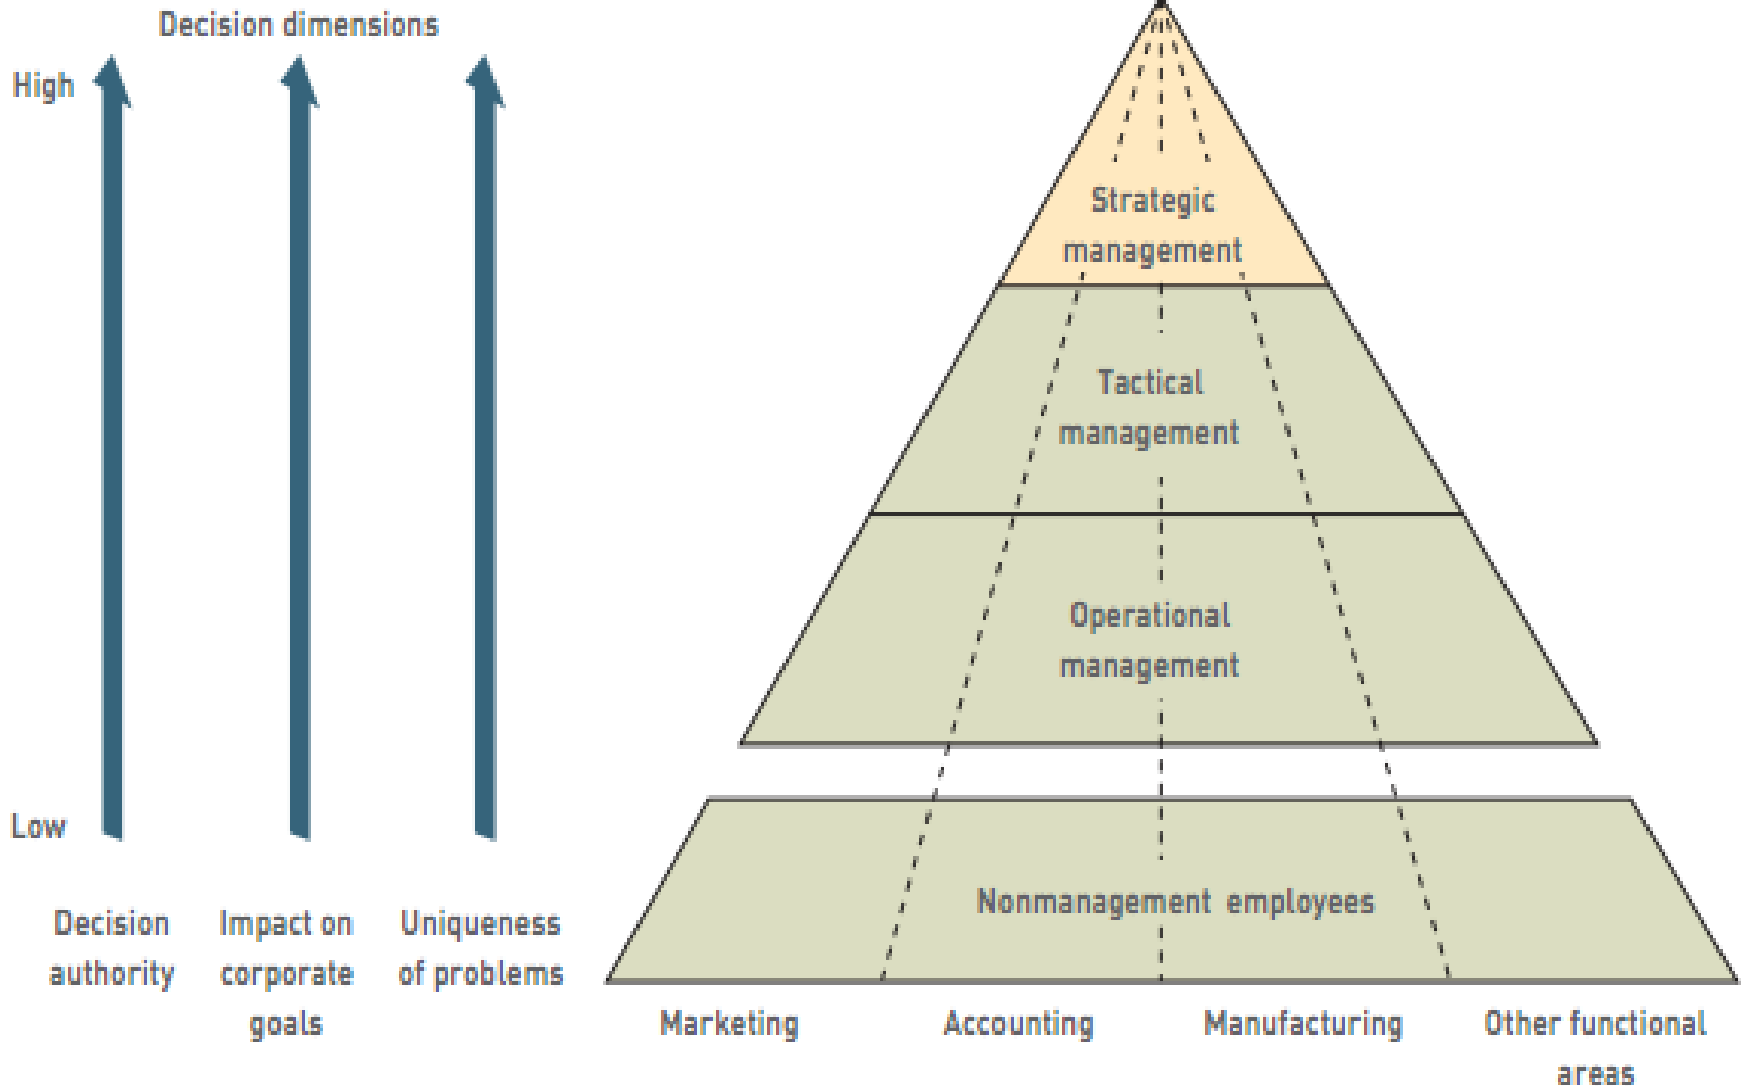 Decision dimensions
High
Low
Decision
authority
Impact on
corporate
goals
Uniqueness
of problems
Strategic
management
Tactical
management
Operational
management
Nonmanagement employees
Marketing
Accounting
Manufacturing
Other functional
areas